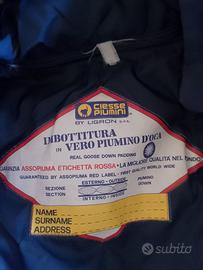 CIESSE
PIUMINI
BY LIGRON S.P.A.
IMBOTTITURA
IN VERO PIUMINO D'OCA
REAL GOOSE DOWN PADDING
GARANZIA ASSOPIUMA ETICHETTA ROSSA - LA MIGLIORE QUALITÀ NEL MONDO
GUARANTEED BY ASSOPIUMA RED LABEL - FIRST QUALITY WORLD WIDE
SEZIONE
SECTION
ESTERNO - OUTSIDE
INTERNO - INSIDE
PIUMINO
DOWN
NAME
SURNAME
ADDRESS
subito